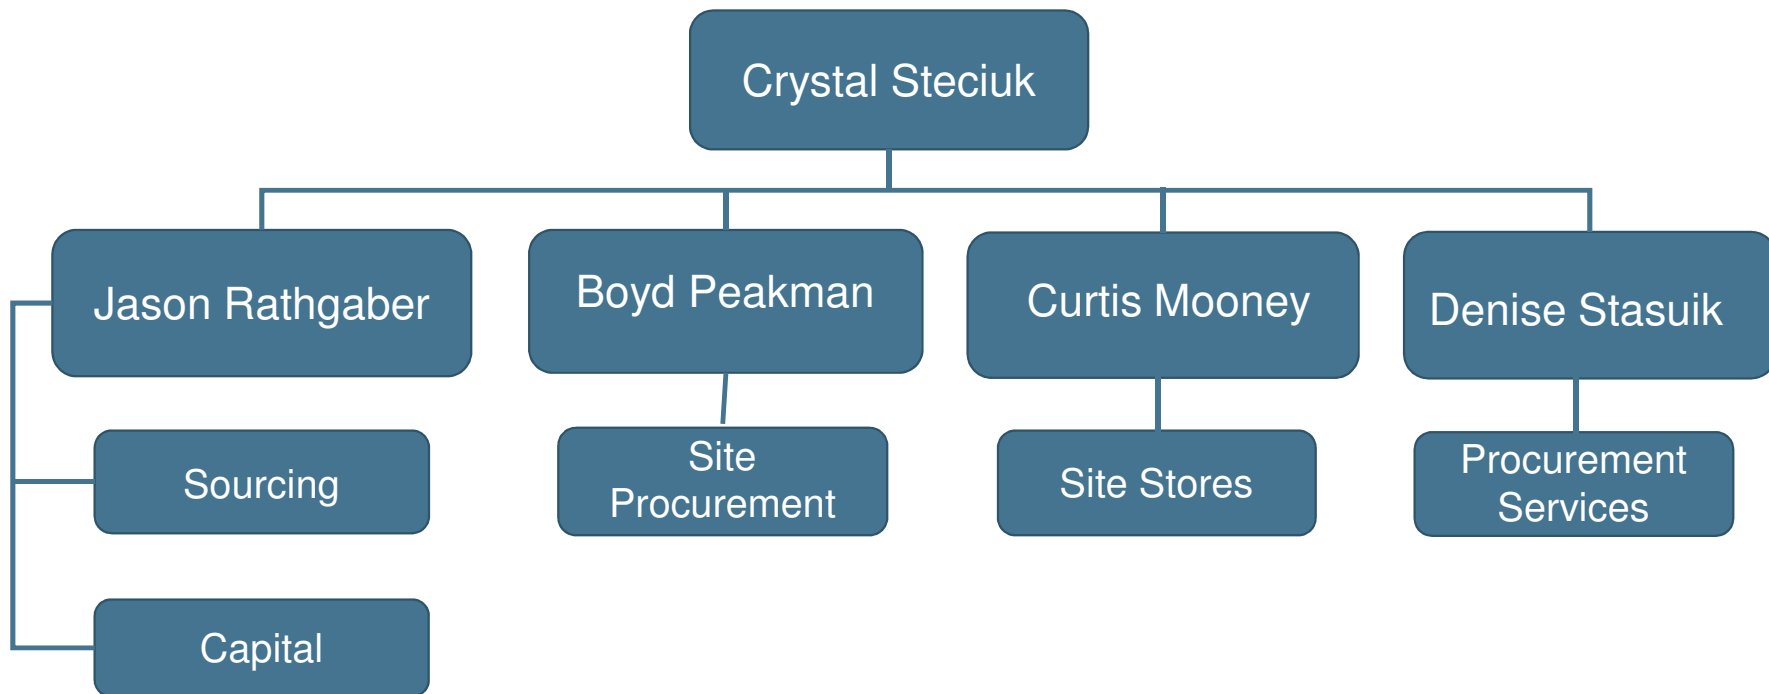 Crystal Steciuk
Jason Rathgaber
Boyd Peakman
Curtis Mooney
Denise Stasuik
Sourcing
Site
Procurement
Site Stores
Procurement
Services
Capital